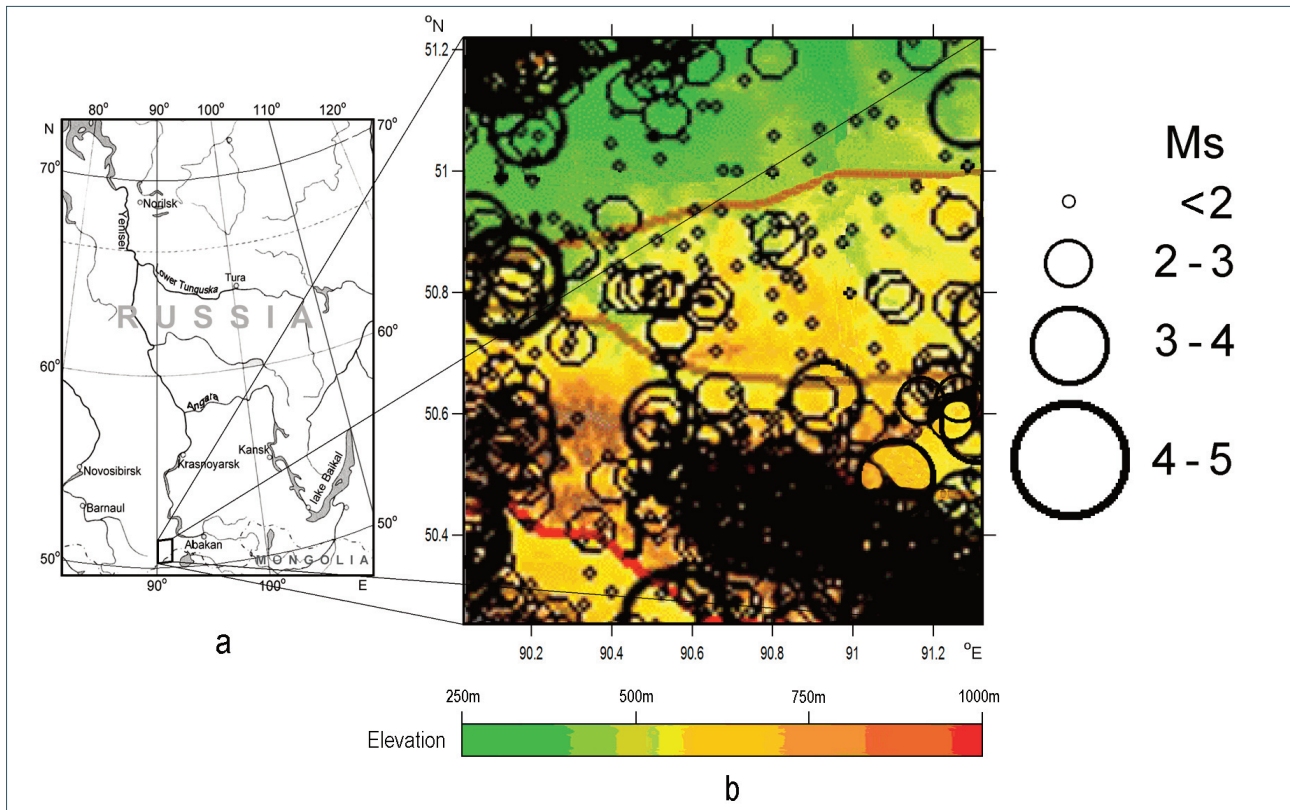 80° 90° 100° 110° 120°
N
70°
70°
Norilsk
Yenisei
Lower Tunguska
Tura
RUSSIA
60°
60°
Angara
Kansk
Krasnoyarsk
Novosibirsk
lake Baikal
Barnaul
50°
Abakan
50°
MONGOLIA
90°
100°
E
a
°N
51.2
51
50.8
50.6
50.4
90.2 90.4 90.6 90.8 91 91.2 °E
250m 500m 750m 1000m
Elevation
b
Ms
<2
2 - 3
3 - 4
4 - 5